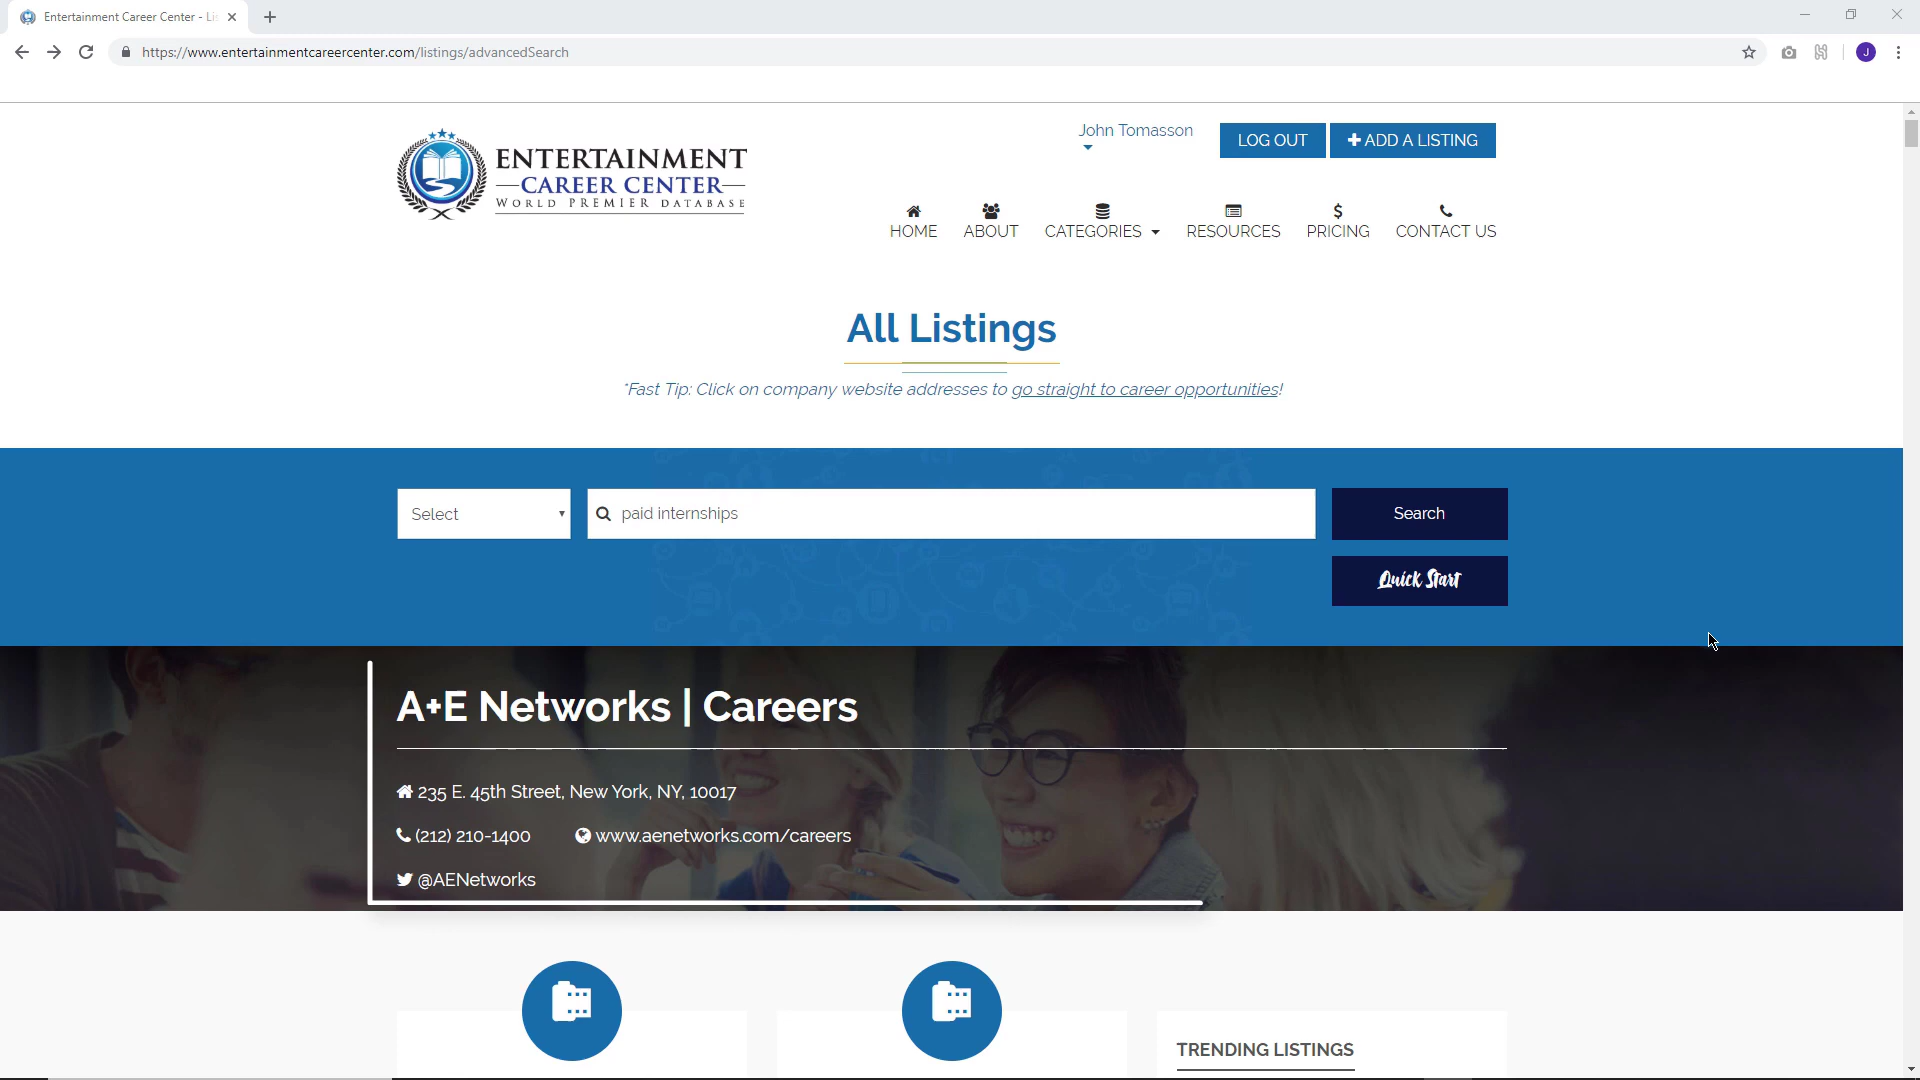 Entertainment Career Center - Lis
https://www.entertainmentcareercenter.com/listings/advancedSearch
J
John Tomasson
LOG OUT
ADD A LISTING
ENTERTAINMENT
CAREER CENTER
WORLD PREMIER DATABASE
HOME
ABOUT
CATEGORIES
RESOURCES
PRICING
CONTACT US
All Listings
*Fast Tip: Click on company website addresses to go straight to career opportunities!
Select
paid internships
Search
Quick Start
A+E Networks | Careers
235 E. 45th Street, New York, NY, 10017
(212) 210-1400
www.aenetworks.com/careers
@AENetworks
TRENDING LISTINGS